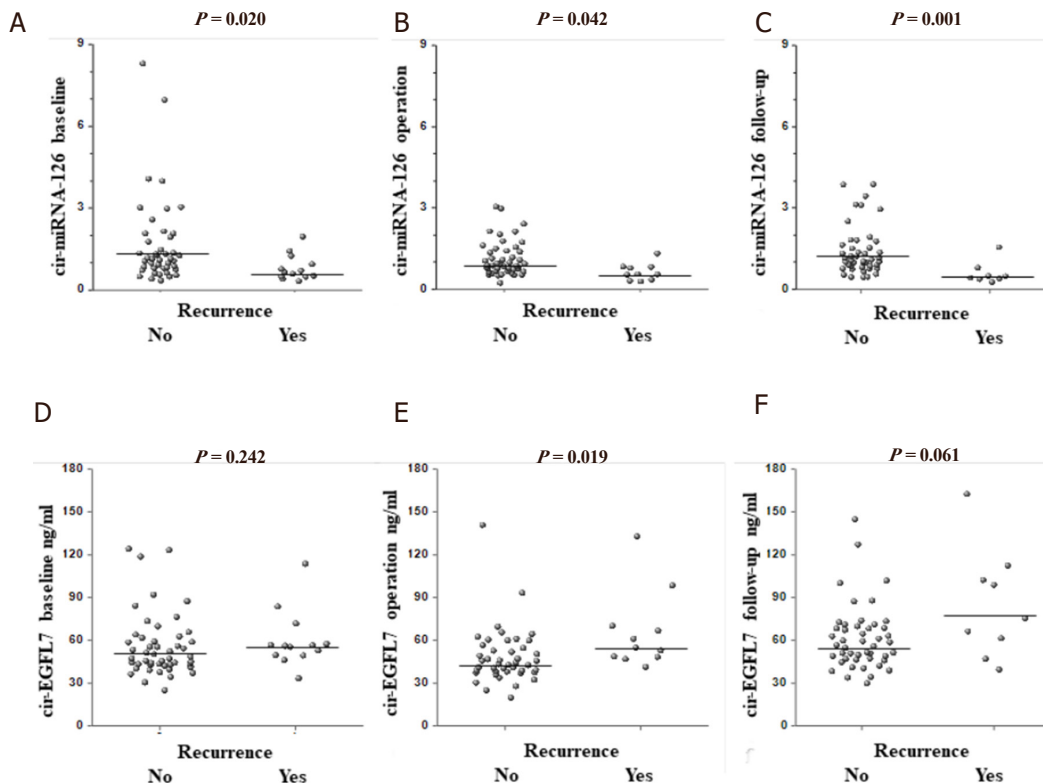 A
P = 0.020
cir-miRNA-126 baseline
9
6
3
0
Recurrence
No Yes
B
P = 0.042
cir-miRNA-126 operation
9
6
3
0
Recurrence
No Yes
C
P = 0.001
cir-miRNA-126 follow-up
9
6
3
0
Recurrence
No Yes
D
P = 0.242
cir-EGFL7 baseline ng/ml
180
150
120
90
60
30
0
Recurrence
No Yes
E
P = 0.019
cir-EGFL7 operation ng/ml
180
150
120
90
60
30
0
Recurrence
No Yes
F
P = 0.061
cir-EGFL7 follow-up ng/ml
180
150
120
90
60
30
0
Recurrence
No Yes